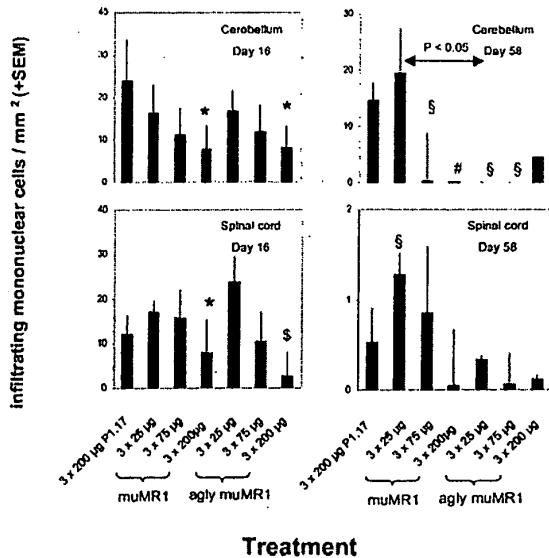 Infiltrating mononuclear cells / mm ² (+SEM)
45
30
15
0
Cerebellum
Day 16
*
*
30
20
10
0
Cerebellum
P < 0.05
Day 58
§
#
§
§
40
30
20
10
0
Spinal cord
Day 16
*
$
2
1
0
Spinal cord
§
Day 58
3 x 200 µg P1.17
3 x 25 µg
3 x 75 µg
3 x 200µg
3 x 25 µg
3 x 75 µg
3 x 200 µg
muMR1
agly muMR1
3 x 200 µg P1.17
3 x 25 µg
3 x 75 µg
3 x 200µg
3 x 25 µg
3 x 75 µg
3 x 200 µg
muMR1
agly muMR1
Treatment